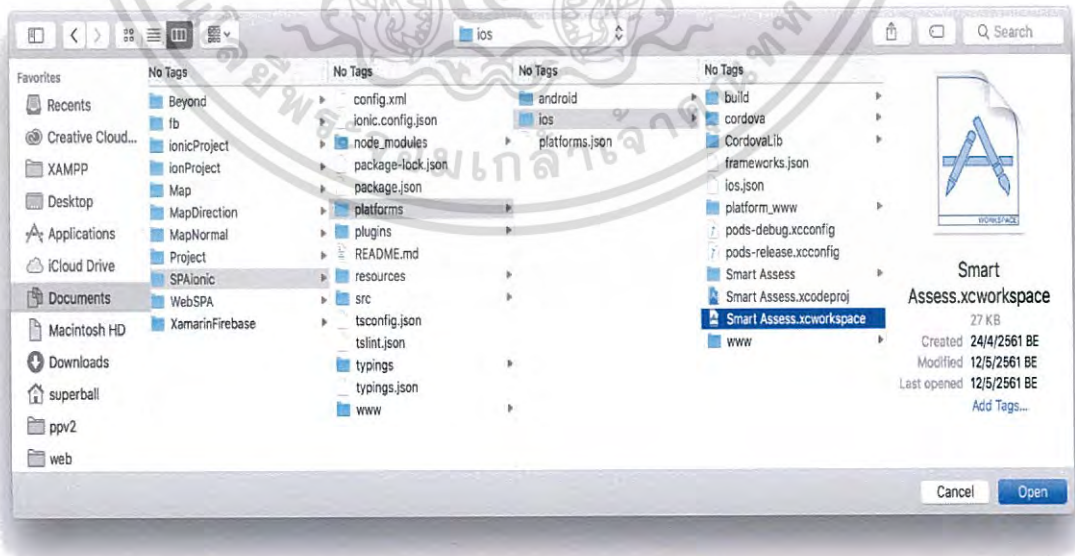 ios
Search
Favorites
Recents
Creative Cloud...
XAMPP
Desktop
Applications
iCloud Drive
Documents
Macintosh HD
Downloads
superball
ppv2
web
No Tags
Beyond
fb
ionicProject
ionProject
Map
MapDirection
MapNormal
Project
SPAionic
WebSPA
XamarinFirebase
No Tags
config.xml
ionic.config.json
node_modules
package-lock.json
package.json
platforms
plugins
README.md
resources
src
tsconfig.json
tslint.json
typings
typings.json
www
No Tags
android
ios
platforms.json
No Tags
build
cordova
CordovaLib
frameworks.json
ios.json
platform_www
pods-debug.xcconfig
pods-release.xcconfig
Smart Assess
Smart Assess.xcodeproj
Smart Assess.xcworkspace
www
WORKSPACE
Smart
Assess.xcworkspace
27 KB
Created 24/4/2561 BE
Modified 12/5/2561 BE
Last opened 12/5/2561 BE
Add Tags...
Cancel
Open